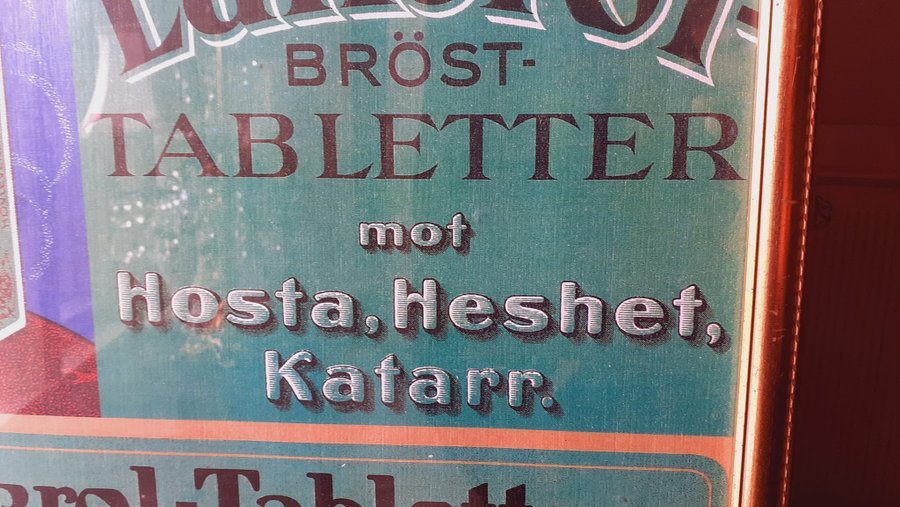 BRÖST-
TABLETTER
mot
Hosta, Heshet,
Katarr.